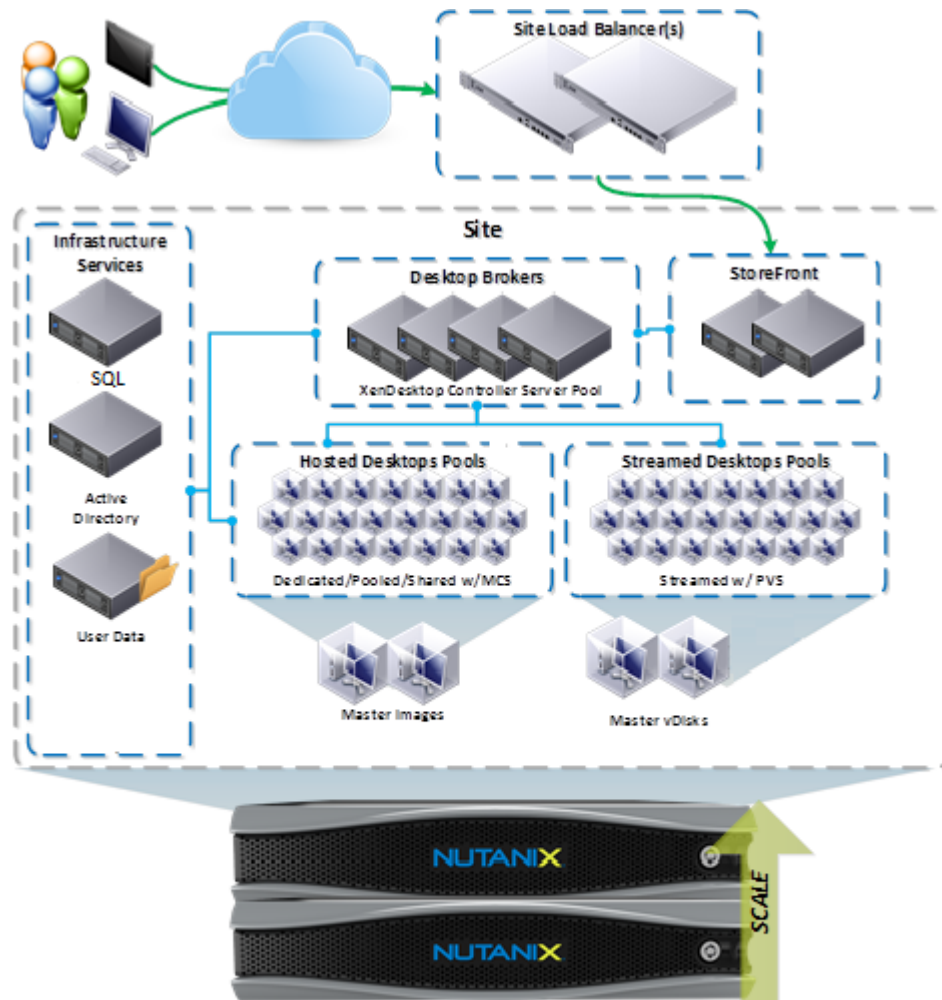 Site Load Balancer(s)
Site
Infrastructure
Services
SQL
Active
Directory
User Data
Desktop Brokers
XenDesktop Controller Server Pool
StoreFront
Hosted Desktops Pools
Dedicated/Pooled/Shared w/MCS
Streamed Desktops Pools
Streamed w/ PVS
Master Images
Master vDisks
NUTANIX
NUTANIX
SCALE